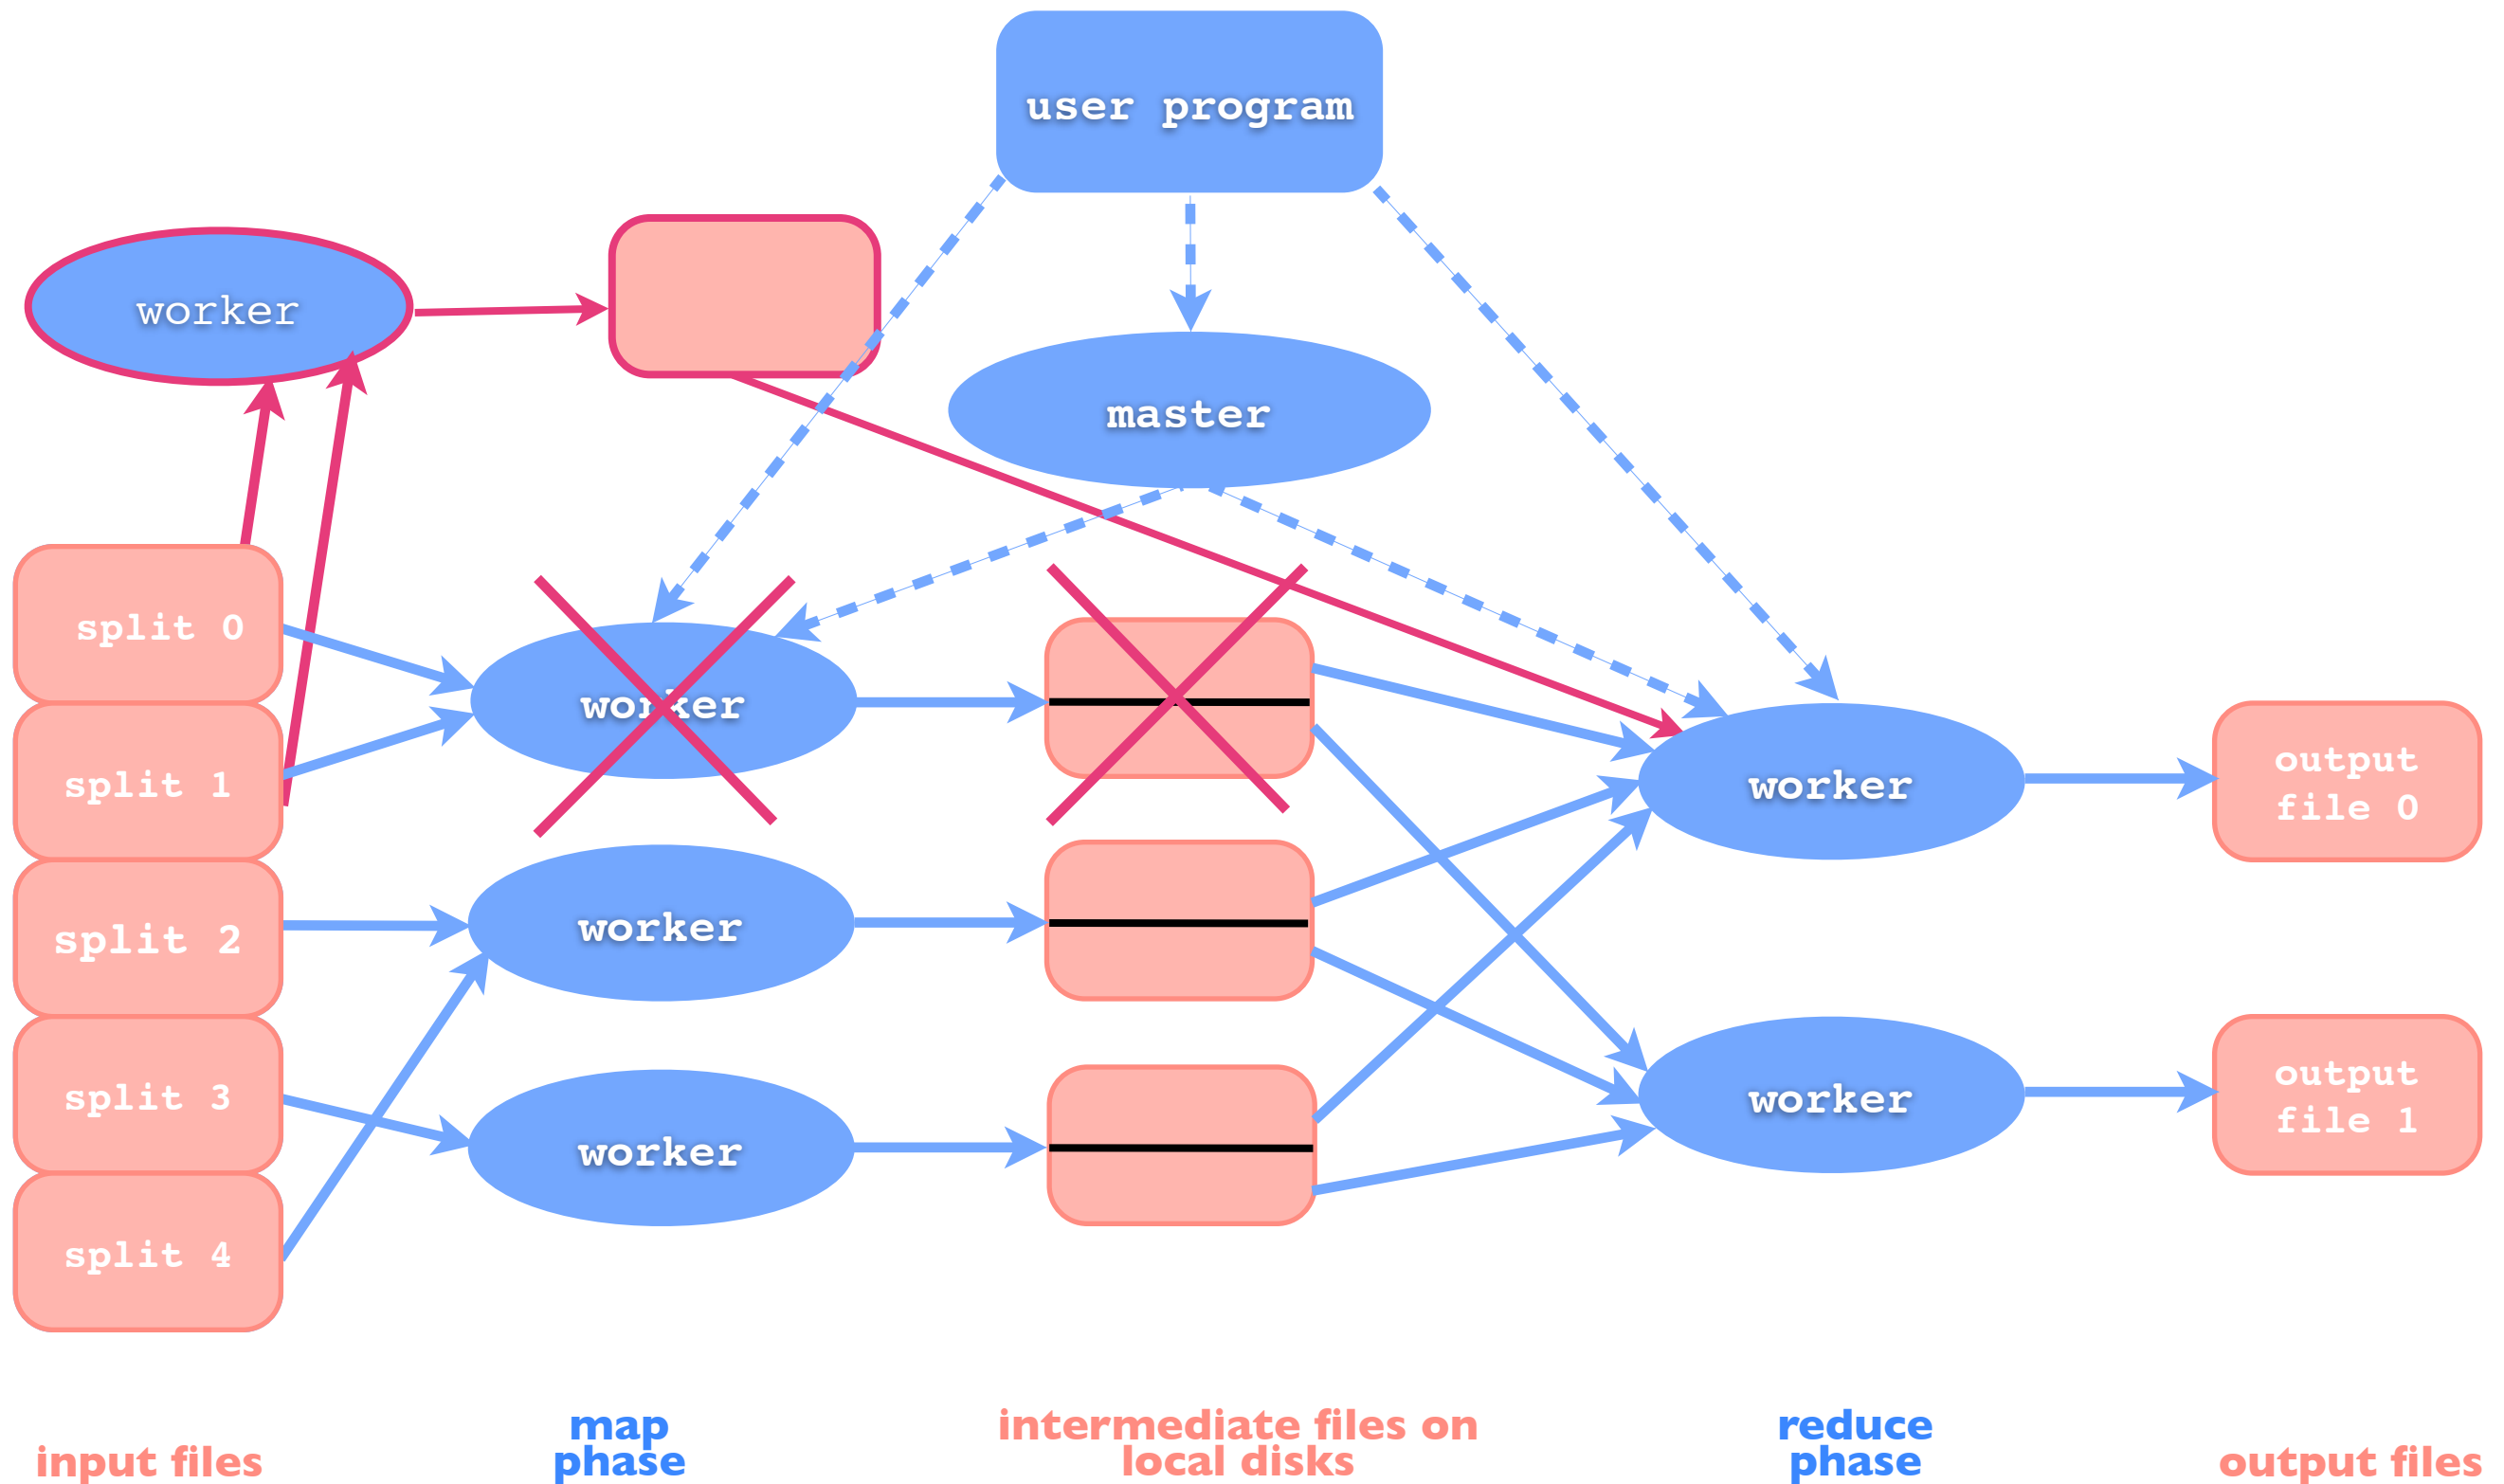 user program
worker
master
split 0
split 1
split 2
split 3
split 4
worker
worker
worker
worker
worker
output
file 0
output
file 1
input files
map
phase
intermediate files on
local disks
reduce
phase
output files